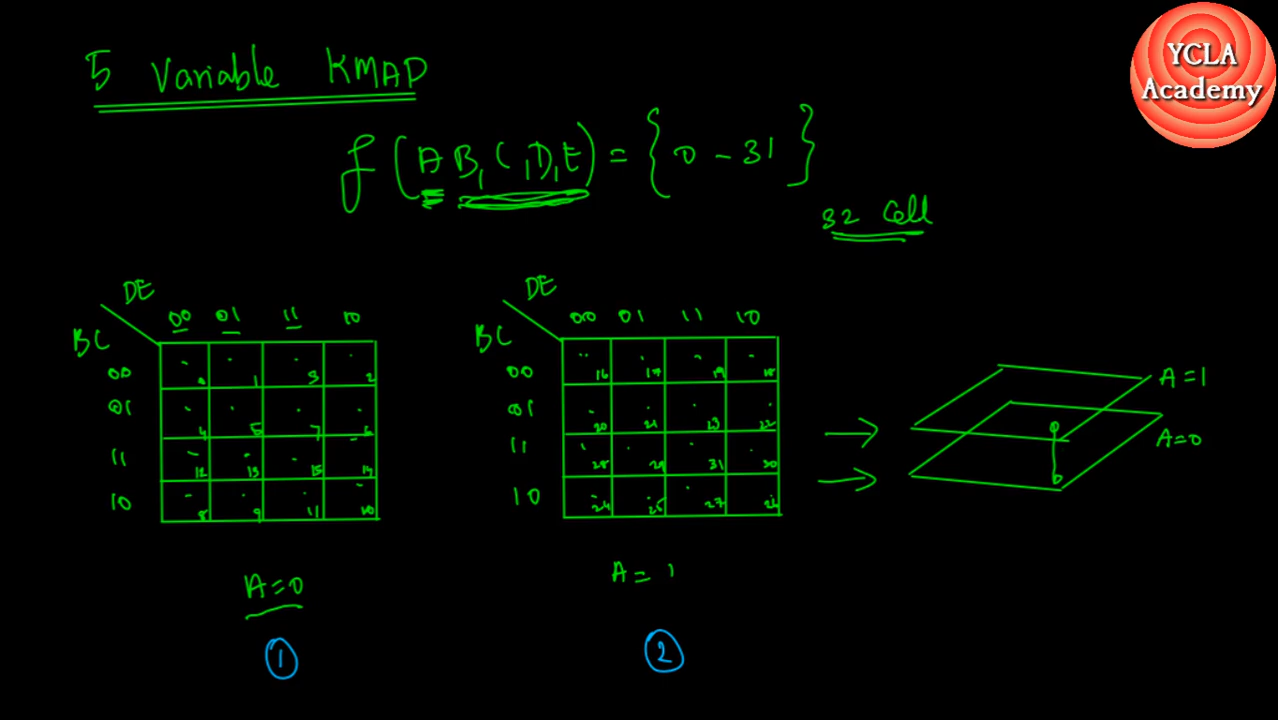 YCLA
Academy
5 Variable KMAP
f (A B, C, D, E) = { 0 - 31 }
32 Cell
DE
BC
00 01 11 10
00 0 1 3 2
01 4 5 7 6
11 12 13 15 14
10 8 9 11 10
A=0
1
DE
BC
00 01 11 10
00 16 17 19 18
01 20 21 23 22
11 28 29 31 30
10 24 25 27 26
A = 1
2
A=1
A=0